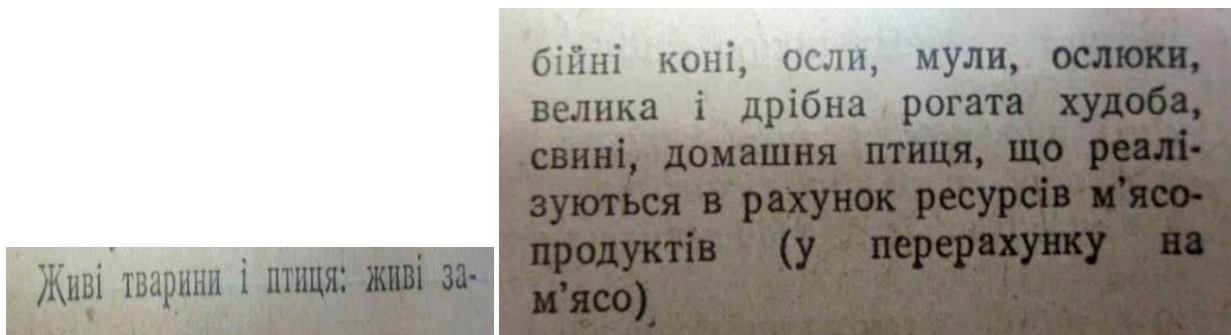 Живі тварини і птиця: живі за-
бійні коні, осли, мули, ослюки,
велика і дрібна рогата худоба,
свині, домашня птиця, що реалі-
зуються в рахунок ресурсів м’ясо-
продуктів (у перерахунку на
м’ясо)